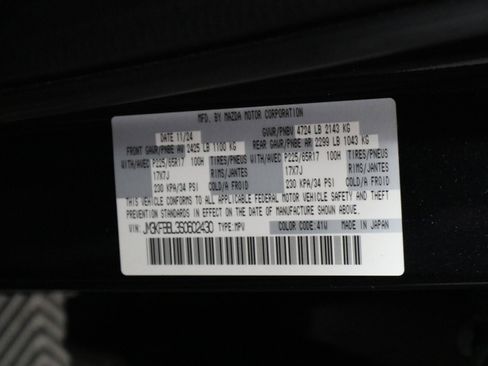 MFD. BY MAZDA MOTOR CORPORATION
DATE 11/24 GVWR/PNBV 4724 LB 2143 KG
FRONT GAWR/PNBE AV 2425 LB 1100 KG REAR GAWR/PNBE AR 2299 LB 1043 KG
WITH/AVEC P225/65R17 100H TIRES/PNEUS WITH/AVEC P225/65R17 100H TIRES/PNEUS
17X7J RIMS/JANTES 17X7J RIMS/JANTES
230 KPA/34 PSI COLD/A FROID 230 KPA/34 PSI COLD/A FROID
THIS VEHICLE CONFORMS TO ALL APPLICABLE FEDERAL MOTOR VEHICLE SAFETY AND THEFT
PREVENTION STANDARDS IN EFFECT ON THE DATE OF MANUFACTURE SHOWN ABOVE.
VIN: JM3KFBBL3S0602430 TYPE: MPV COLOR CODE: 41W MADE IN JAPAN